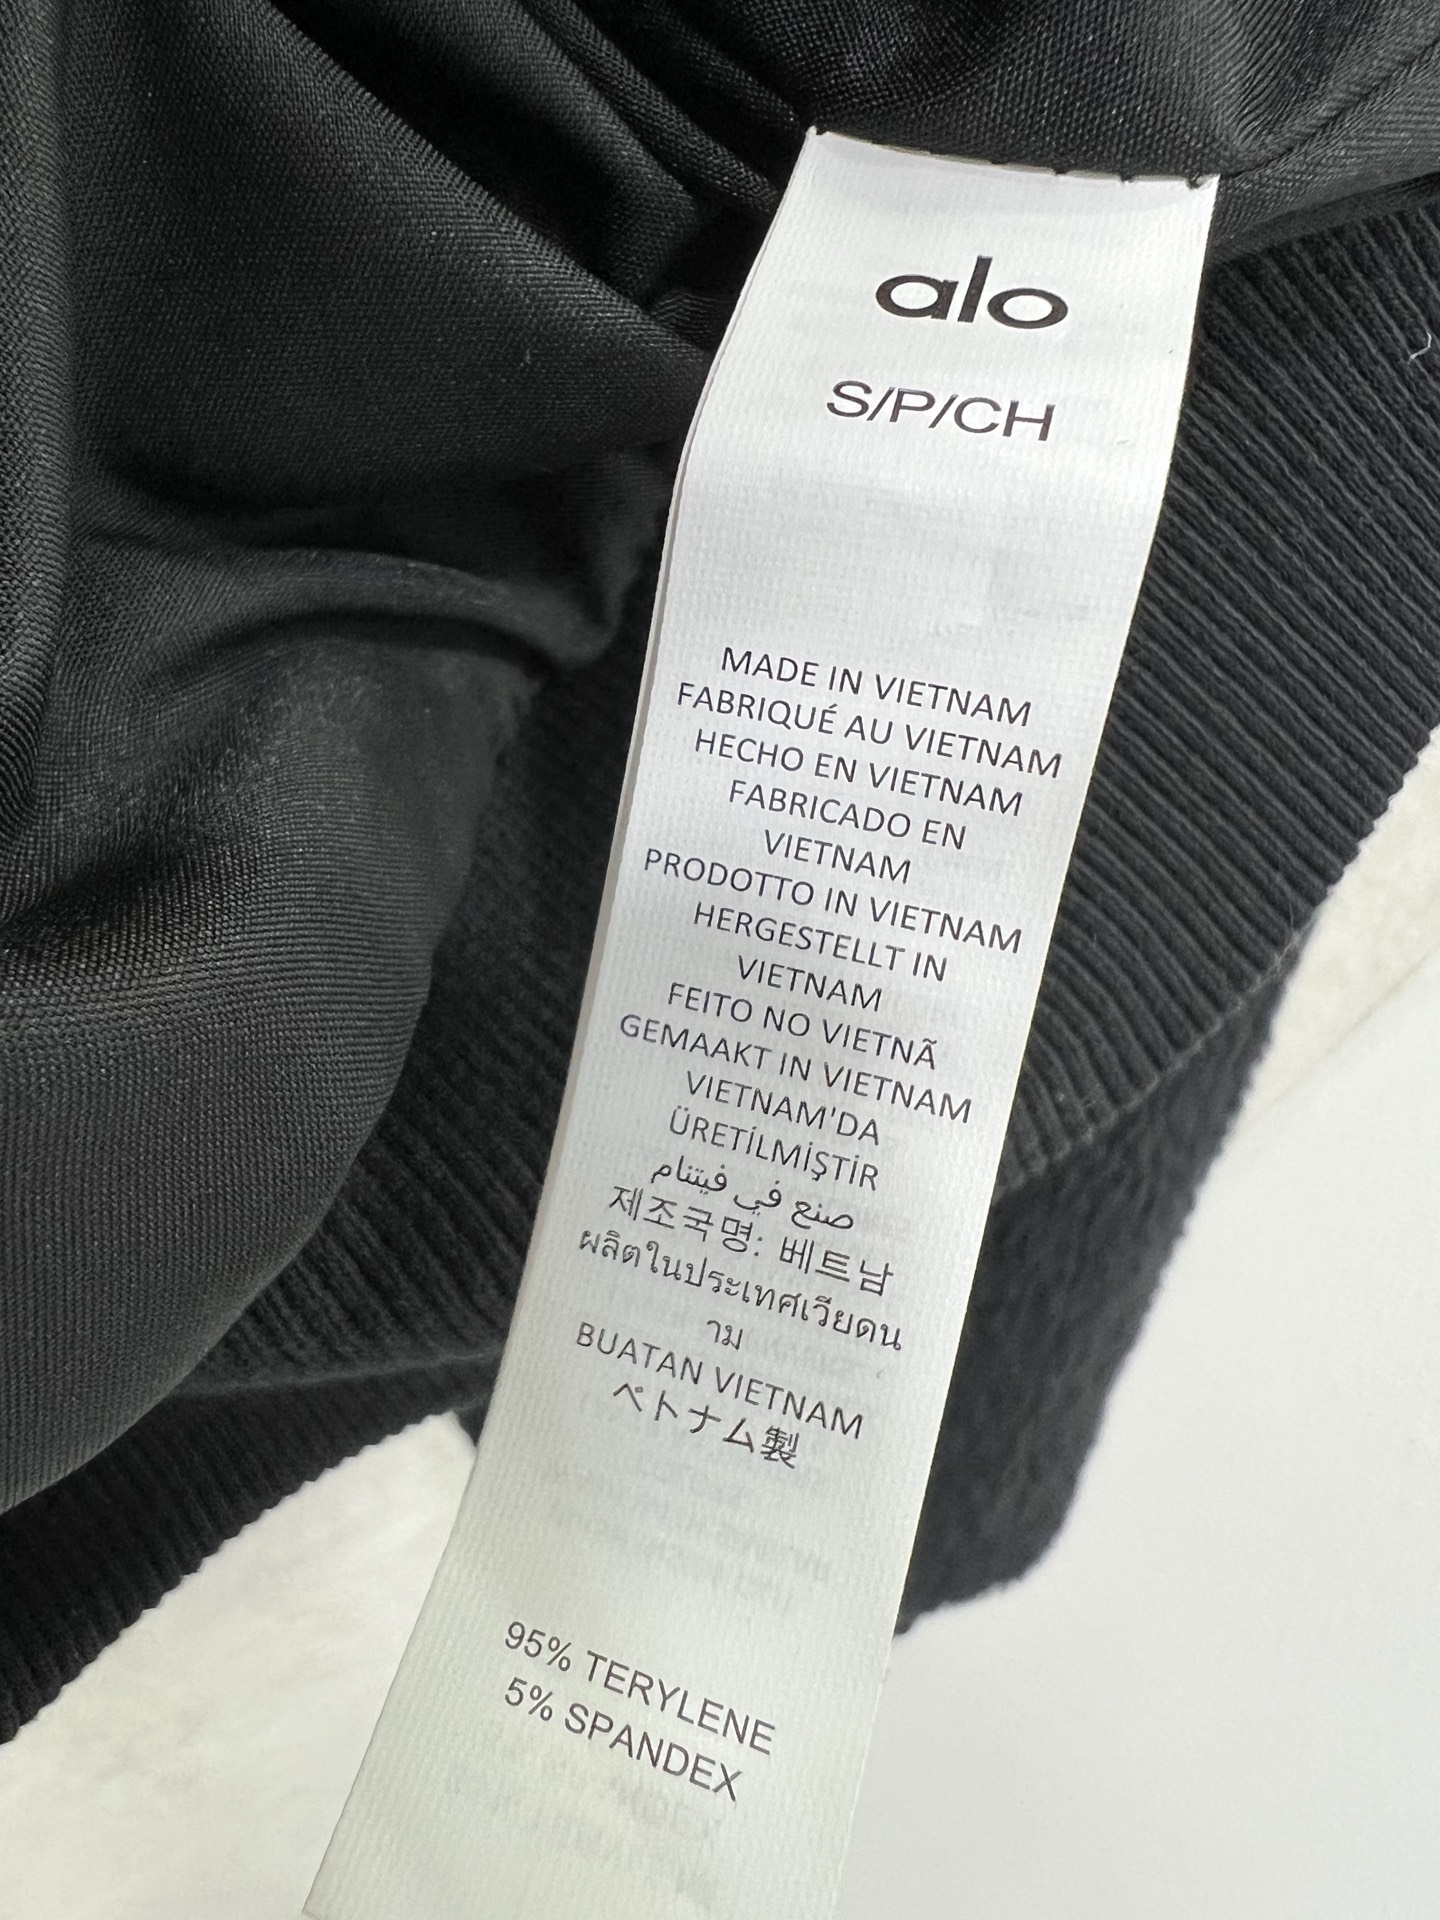 alo
S/P/CH
MADE IN VIETNAM
FABRIQUÉ AU VIETNAM
HECHO EN VIETNAM
FABRICADO EN
VIETNAM
PRODOTTO IN VIETNAM
HERGESTELLT IN
VIETNAM
FEITO NO VIETNÃ
GEMAAKT IN VIETNAM
VIETNAM'DA
ÜRETİLMİŞTİR
صنع في فيتنام
제조국명: 베트남
ผลิตในประเทศเวียดน
าม
BUATAN VIETNAM
ベトナム製
95% TERYLENE
5% SPANDEX